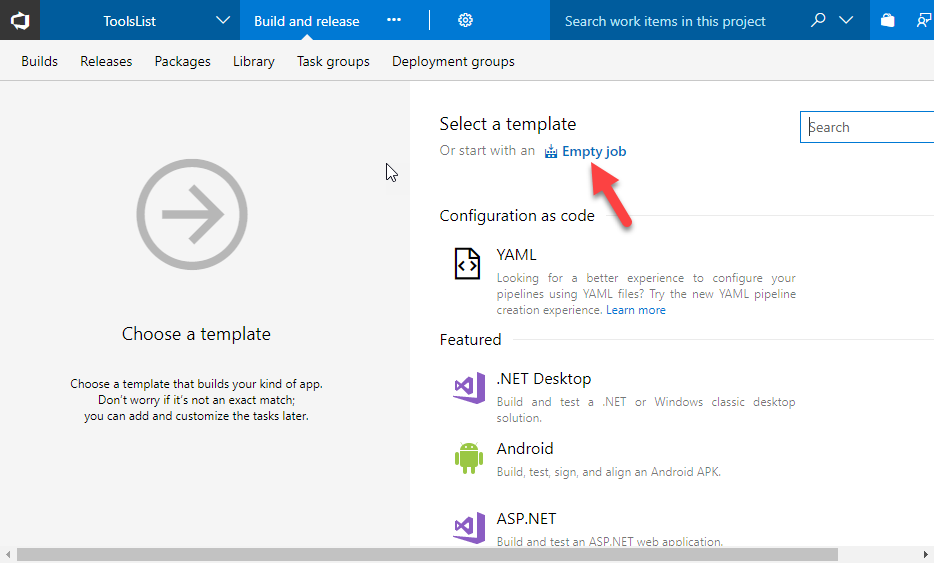 ToolsList
Build and release
Search work items in this project
Builds Releases Packages Library Task groups Deployment groups
Choose a template
Choose a template that builds your kind of app.
Don't worry if it's not an exact match;
you can add and customize the tasks later.
Select a template
Search
Or start with an Empty job
Configuration as code
YAML
Looking for a better experience to configure your
pipelines using YAML files? Try the new YAML pipeline
creation experience. Learn more
Featured
.NET Desktop
Build and test a .NET or Windows classic desktop
solution.
Android
Build, test, sign, and align an Android APK.
ASP.NET
Build and test an ASP.NET web application.